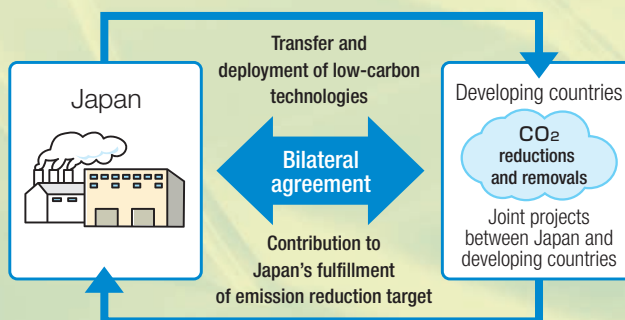 Transfer and
deployment of low-carbon
technologies
Japan
Bilateral
agreement
Contribution to
Japan's fulfillment
of emission reduction target
Developing countries
CO₂
reductions
and removals
Joint projects
between Japan and
developing countries